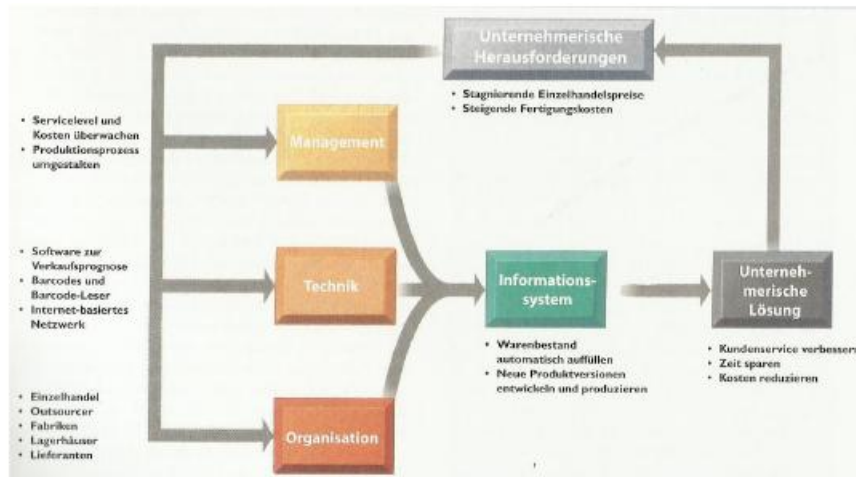 Unternehmerische
Herausforderungen
• Stagnierende Einzelhandelspreise
• Steigende Fertigungskosten
• Servicelevel und
Kosten überwachen
• Produktionsprozess
umgestalten
Management
• Software zur
Verkaufsprognose
• Barcodes und
Barcode-Leser
• Internet-basiertes
Netzwerk
Technik
Informations-
system
• Warenbestand
automatisch auffüllen
• Neue Produktversionen
entwickeln und produzieren
Unterneh-
merische
Lösung
• Kundenservice verbessern
• Zeit sparen
• Kosten reduzieren
• Einzelhandel
• Outsourcer
• Fabriken
• Lagerhäuser
• Lieferanten
Organisation